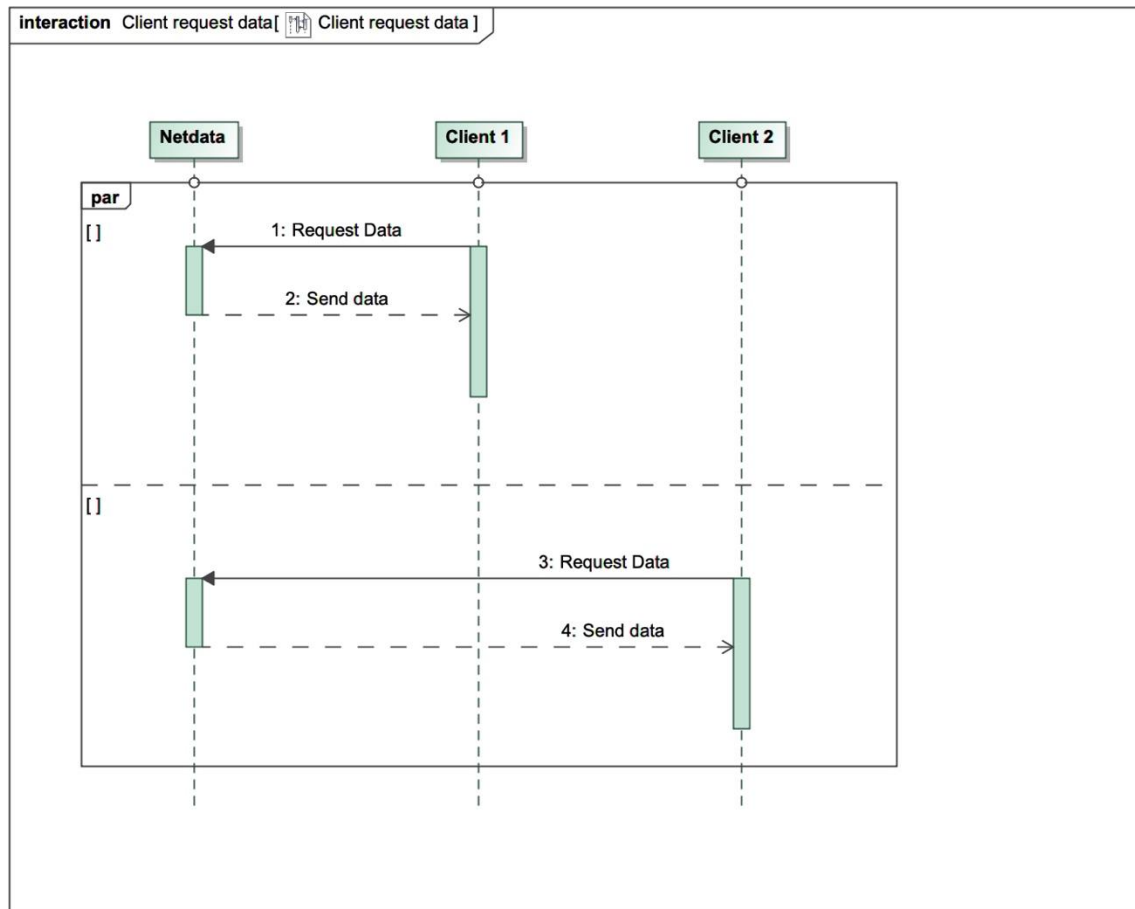 interaction Client request data[ Client request data ]
Netdata Client 1 Client 2
par
[ ]
1: Request Data
2: Send data
[ ]
3: Request Data
4: Send data